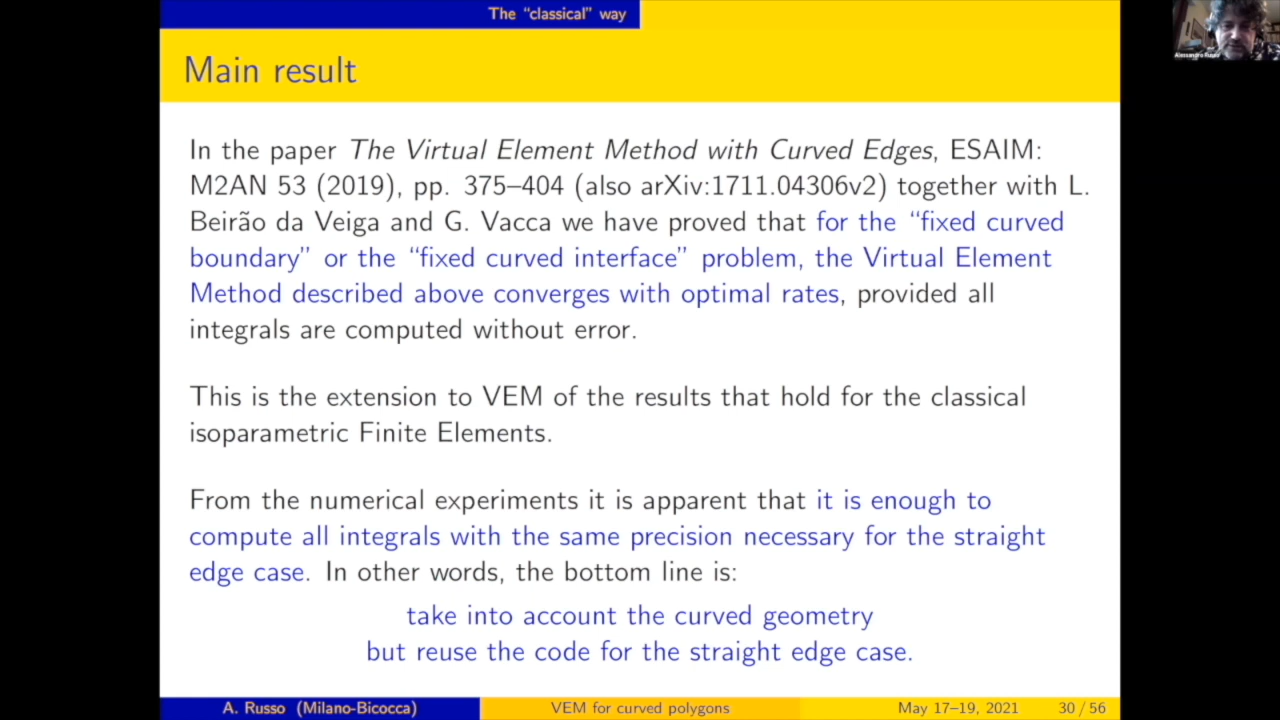 The “classical” way
Alessandro Russo
Main result
In the paper The Virtual Element Method with Curved Edges, ESAIM:
M2AN 53 (2019), pp. 375–404 (also arXiv:1711.04306v2) together with L.
Beirão da Veiga and G. Vacca we have proved that for the “fixed curved
boundary” or the “fixed curved interface” problem, the Virtual Element
Method described above converges with optimal rates, provided all
integrals are computed without error.
This is the extension to VEM of the results that hold for the classical
isoparametric Finite Elements.
From the numerical experiments it is apparent that it is enough to
compute all integrals with the same precision necessary for the straight
edge case. In other words, the bottom line is:
take into account the curved geometry
but reuse the code for the straight edge case.
A. Russo (Milano-Bicocca) VEM for curved polygons May 17–19, 2021 30 / 56